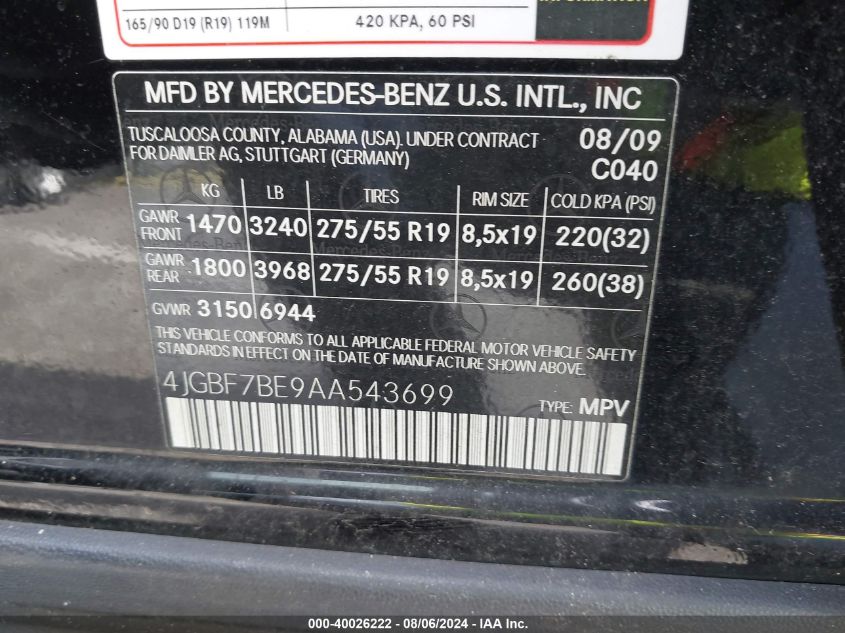 165/90 D19 (R19) 119M 420 KPA, 60 PSI
MFD BY MERCEDES-BENZ U.S. INTL., INC
TUSCALOOSA COUNTY, ALABAMA (USA). UNDER CONTRACT 08/09
FOR DAIMLER AG, STUTTGART (GERMANY) C040
KG LB TIRES RIM SIZE COLD KPA (PSI)
GAWR FRONT 1470 3240 275/55 R19 8,5x19 220(32)
GAWR REAR 1800 3968 275/55 R19 8,5x19 260(38)
GVWR 3150 6944
THIS VEHICLE CONFORMS TO ALL APPLICABLE FEDERAL MOTOR VEHICLE SAFETY
STANDARDS IN EFFECT ON THE DATE OF MANUFACTURE SHOWN ABOVE.
4JGBF7BE9AA543699
TYPE: MPV
000-40026222 - 08/06/2024 - IAA Inc.